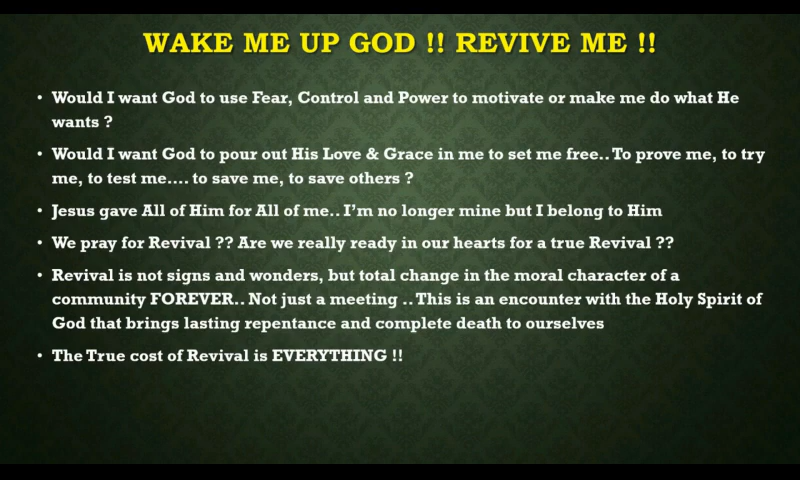 WAKE ME UP GOD !! REVIVE ME !!
• Would I want God to use Fear, Control and Power to motivate or make me do what He
wants ?
• Would I want God to pour out His Love & Grace in me to set me free.. To prove me, to try
me, to test me.... to save me, to save others ?
• Jesus gave All of Him for All of me.. I'm no longer mine but I belong to Him
• We pray for Revival ?? Are we really ready in our hearts for a true Revival ??
• Revival is not signs and wonders, but total change in the moral character of a
community FOREVER.. Not just a meeting .. This is an encounter with the Holy Spirit of
God that brings lasting repentance and complete death to ourselves
• The True cost of Revival is EVERYTHING !!